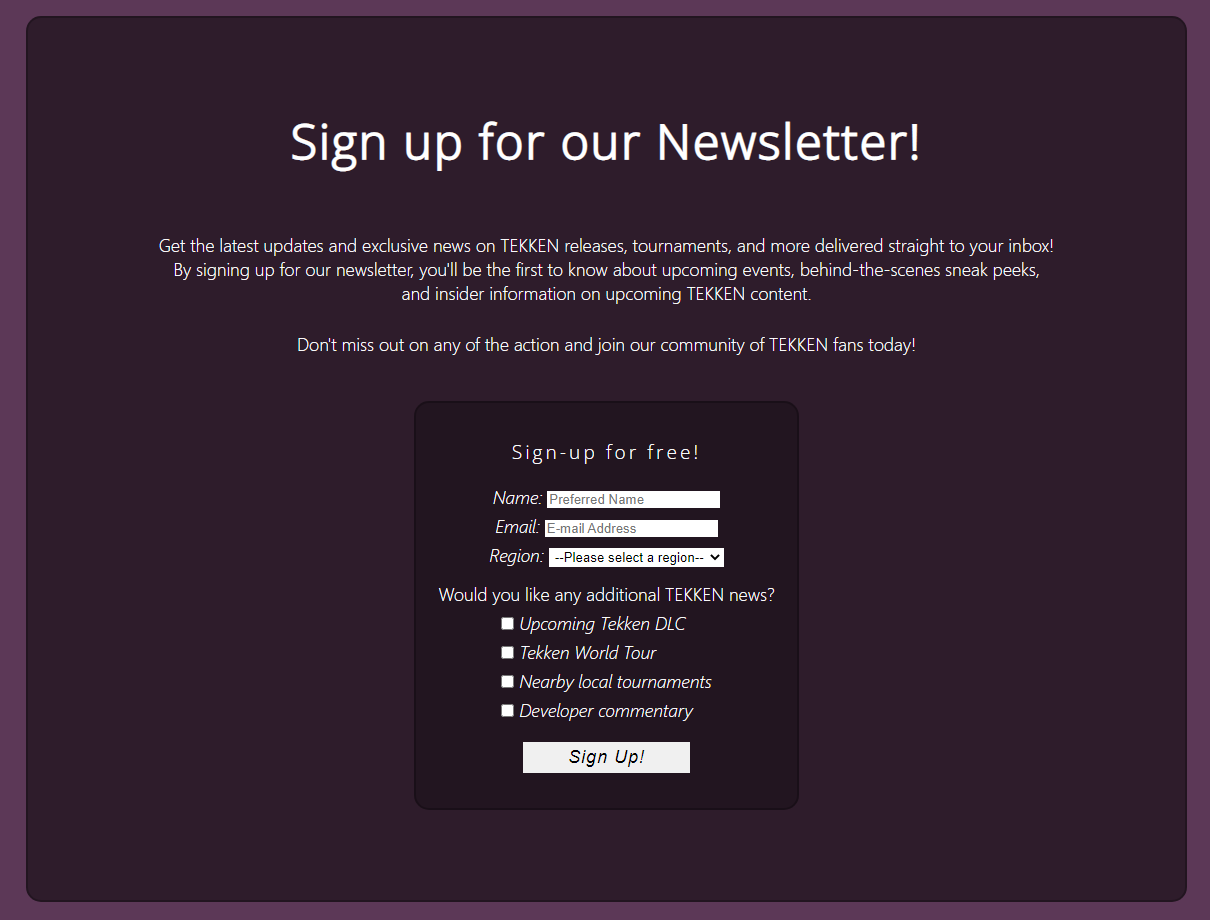 Sign up for our Newsletter!
Get the latest updates and exclusive news on TEKKEN releases, tournaments, and more delivered straight to your inbox!
By signing up for our newsletter, you'll be the first to know about upcoming events, behind-the-scenes sneak peeks,
and insider information on upcoming TEKKEN content.
Don't miss out on any of the action and join our community of TEKKEN fans today!
Sign-up for free!
Name: Preferred Name
Email: E-mail Address
Region: --Please select a region--
Would you like any additional TEKKEN news?
Upcoming Tekken DLC
Tekken World Tour
Nearby local tournaments
Developer commentary
Sign Up!